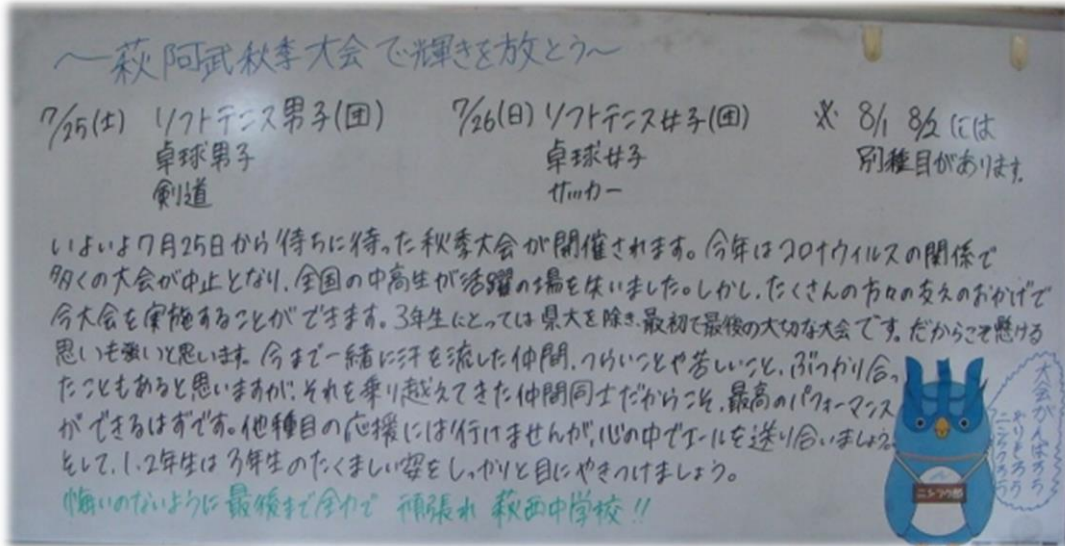 ～萩阿武秋季大会で輝きを放とう～
7/25(土) ソフトテニス男子(団) 7/26(日) ソフトテニス女子(団) ※ 8/1 8/2 には
卓球男子 卓球女子 別種目があります。
剣道 サッカー
いよいよ7月25日から待ちに待った秋季大会が開催されます。今年はコロナウィルスの関係で
多くの大会が中止となり、全国の中高生が活躍の場を失いました。しかし、たくさんの方々の支えのおかげで
今大会を実施することができます。3年生にとっては県大を除き、最初で最後の大切な大会です。だからこそ懸ける
思いも強いと思います。今まで一緒に汗を流した仲間、つらいことや苦しいこと、ぶつかり合っ
たこともあると思いますが、それを乗り越えてきた仲間同士だからこそ、最高のパフォーマンス
ができるはずです。他種目の応援には行けませんが、心の中でエールを送り合いましょう。
そして、1・2年生は3年生のたくましい姿をしっかりと目にやきつけましょう。
悔いのないように最後まで全力で 頑張れ 萩西中学校!!
大会がんばろう
ニシフク郎